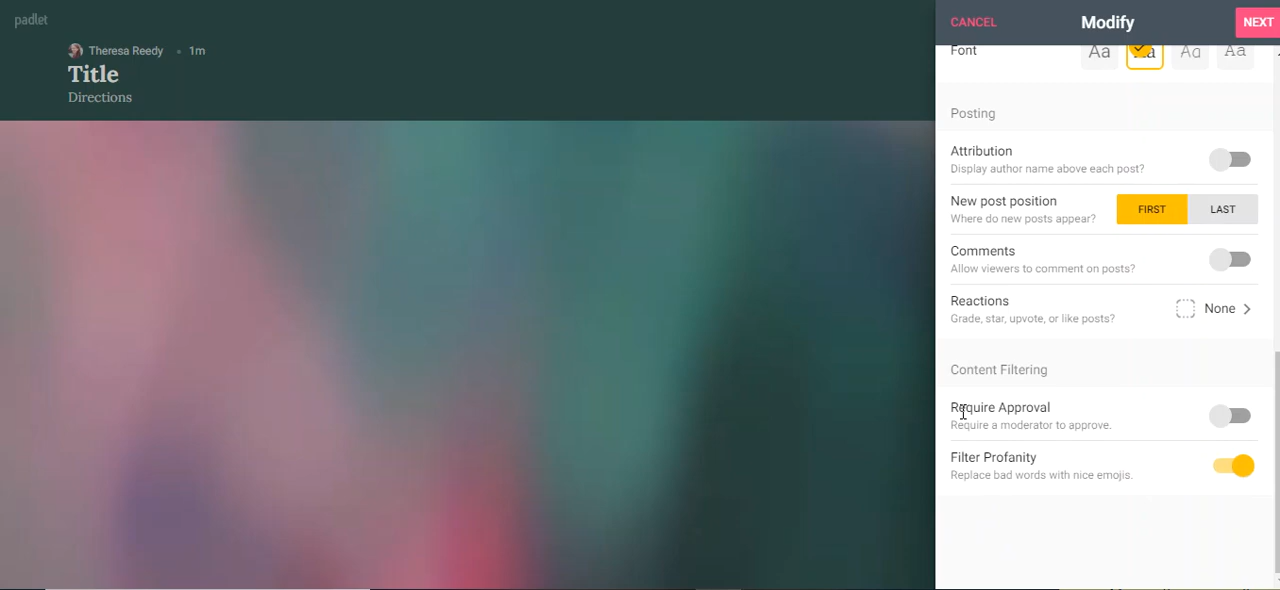 padlet
Theresa Reedy • 1m
Title
Directions
CANCEL
Modify
NEXT
Font
Aa Aa Aa Aa
Posting
Attribution
Display author name above each post?
New post position
Where do new posts appear?
FIRST
LAST
Comments
Allow viewers to comment on posts?
Reactions
Grade, star, upvote, or like posts?
None
Content Filtering
Require Approval
Require a moderator to approve.
Filter Profanity
Replace bad words with nice emojis.